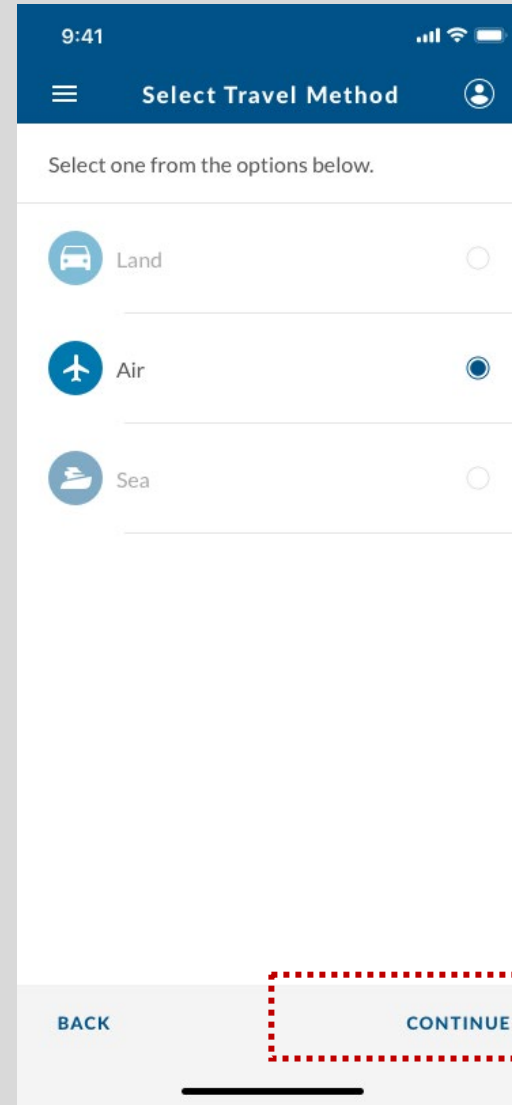 9:41
Select Travel Method
Select one from the options below.
Land
Air
Sea
BACK CONTINUE